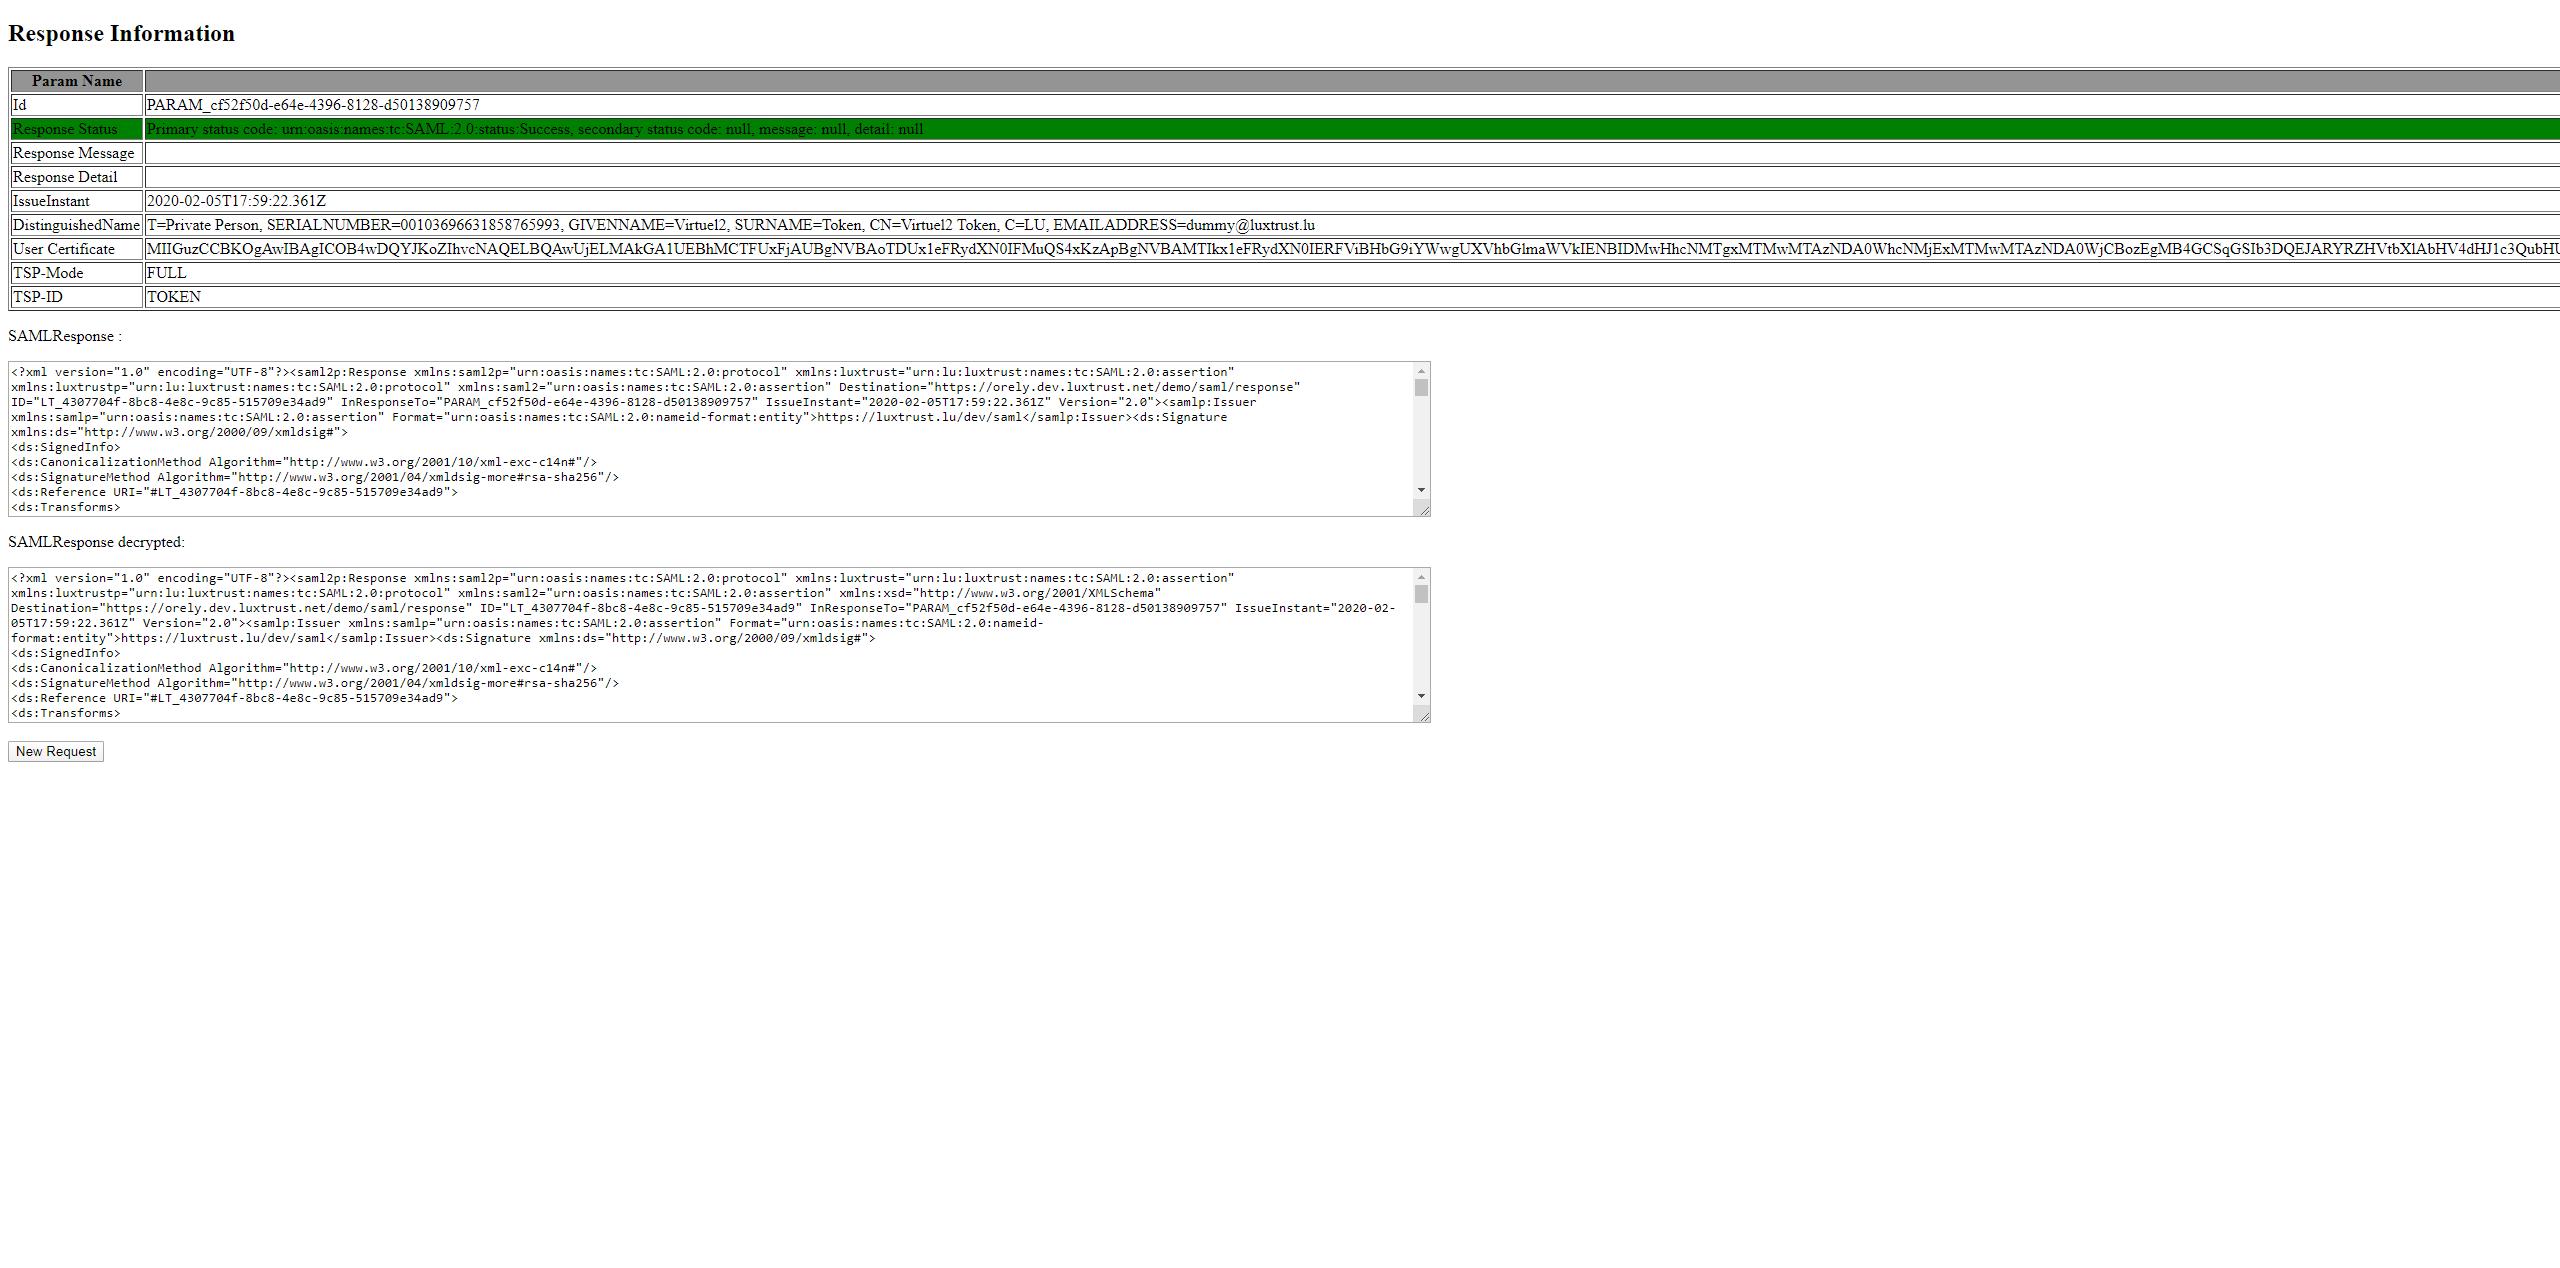 Response Information
Param Name
Id PARAM_cf52f50d-e64e-4396-8128-d50138909757
Response Status Primary status code: urn:oasis:names:tc:SAML:2.0:status:Success, secondary status code: null, message: null, detail: null
Response Message
Response Detail
IssueInstant 2020-02-05T17:59:22.361Z
DistinguishedName T=Private Person, SERIALNUMBER=00103696631858765993, GIVENNAME=Virtuel2, SURNAME=Token, CN=Virtuel2 Token, C=LU, EMAILADDRESS=dummy@luxtrust.lu
User Certificate MIIGuzCCBKOgAwIBAgICOB4wDQYJKoZIhvcNAQELBQAwUjELMAkGA1UEBhMCTFUxFjAUBgNVBAoTDUx1eFRydXN0IFMuQS4xKzApBgNVBAMTIkx1eFRydXN0IERFViBHbG9iYWwgUXVhbGlmaWVkIENBIDMwHhcNMTgxMTMwMTAzNDA0WhcNMjExMTMwMTAzNDA0WjCBozEgMB4GCSqGSIb3DQEJARYRZHVtbXlAbHV4dHJ1c3QubHU
TSP-Mode FULL
TSP-ID TOKEN
SAMLResponse :
<?xml version="1.0" encoding="UTF-8"?><saml2p:Response xmlns:saml2p="urn:oasis:names:tc:SAML:2.0:protocol" xmlns:luxtrust="urn:lu:luxtrust:names:tc:SAML:2.0:assertion"
xmlns:luxtrustp="urn:lu:luxtrust:names:tc:SAML:2.0:protocol" xmlns:saml2="urn:oasis:names:tc:SAML:2.0:assertion" Destination="https://orely.dev.luxtrust.net/demo/saml/response"
ID="LT_4307704f-8bc8-4e8c-9c85-515709e34ad9" InResponseTo="PARAM_cf52f50d-e64e-4396-8128-d50138909757" IssueInstant="2020-02-05T17:59:22.361Z" Version="2.0"><samlp:Issuer
xmlns:samlp="urn:oasis:names:tc:SAML:2.0:assertion" Format="urn:oasis:names:tc:SAML:2.0:nameid-format:entity">https://luxtrust.lu/dev/saml</samlp:Issuer><ds:Signature
xmlns:ds="http://www.w3.org/2000/09/xmldsig#">
<ds:SignedInfo>
<ds:CanonicalizationMethod Algorithm="http://www.w3.org/2001/10/xml-exc-c14n#"/>
<ds:SignatureMethod Algorithm="http://www.w3.org/2001/04/xmldsig-more#rsa-sha256"/>
<ds:Reference URI="#LT_4307704f-8bc8-4e8c-9c85-515709e34ad9">
<ds:Transforms>
SAMLResponse decrypted:
<?xml version="1.0" encoding="UTF-8"?><saml2p:Response xmlns:saml2p="urn:oasis:names:tc:SAML:2.0:protocol" xmlns:luxtrust="urn:lu:luxtrust:names:tc:SAML:2.0:assertion"
xmlns:luxtrustp="urn:lu:luxtrust:names:tc:SAML:2.0:protocol" xmlns:saml2="urn:oasis:names:tc:SAML:2.0:assertion" xmlns:xsd="http://www.w3.org/2001/XMLSchema"
Destination="https://orely.dev.luxtrust.net/demo/saml/response" ID="LT_4307704f-8bc8-4e8c-9c85-515709e34ad9" InResponseTo="PARAM_cf52f50d-e64e-4396-8128-d50138909757" IssueInstant="2020-02-
05T17:59:22.361Z" Version="2.0"><samlp:Issuer xmlns:samlp="urn:oasis:names:tc:SAML:2.0:assertion" Format="urn:oasis:names:tc:SAML:2.0:nameid-
format:entity">https://luxtrust.lu/dev/saml</samlp:Issuer><ds:Signature xmlns:ds="http://www.w3.org/2000/09/xmldsig#">
<ds:SignedInfo>
<ds:CanonicalizationMethod Algorithm="http://www.w3.org/2001/10/xml-exc-c14n#"/>
<ds:SignatureMethod Algorithm="http://www.w3.org/2001/04/xmldsig-more#rsa-sha256"/>
<ds:Reference URI="#LT_4307704f-8bc8-4e8c-9c85-515709e34ad9">
<ds:Transforms>
New Request